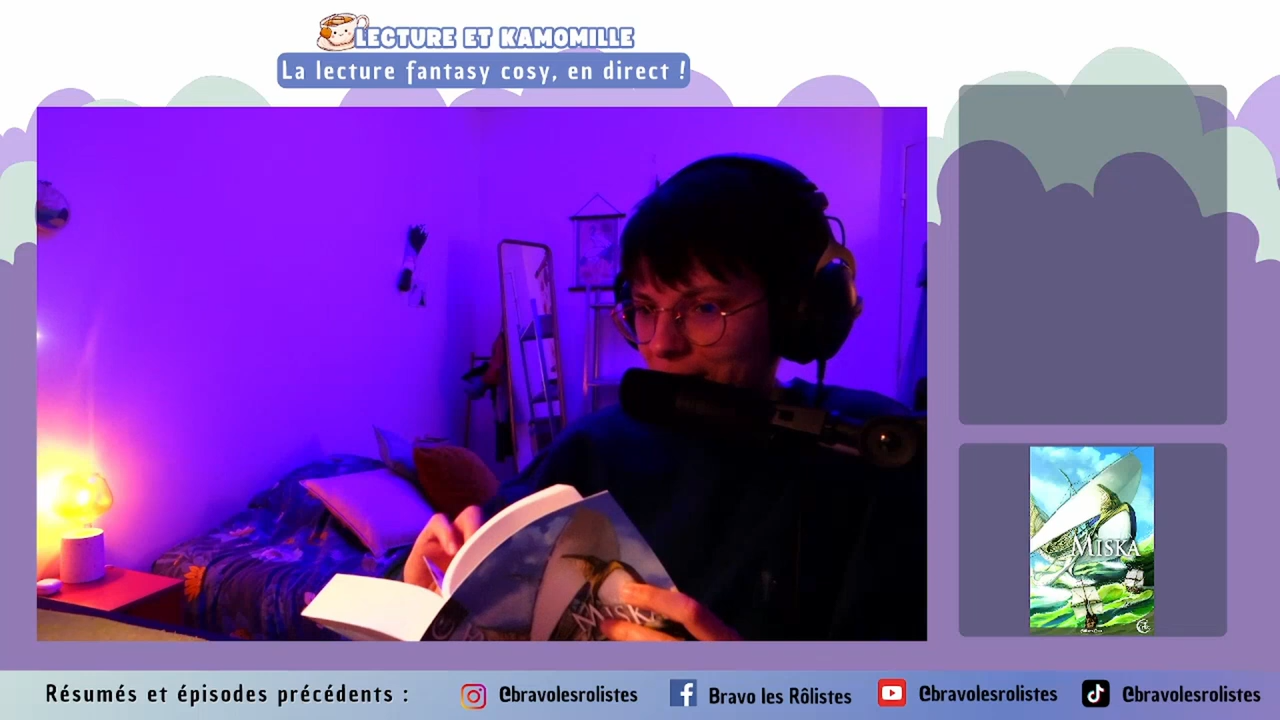 LECTURE ET KAMOMILLE
La lecture fantasy cosy, en direct !
MISKA
MISKA
Résumés et épisodes précédents :
@bravolesrolistes
Bravo les Rôlistes
@bravolesrolistes
@bravolesrolistes